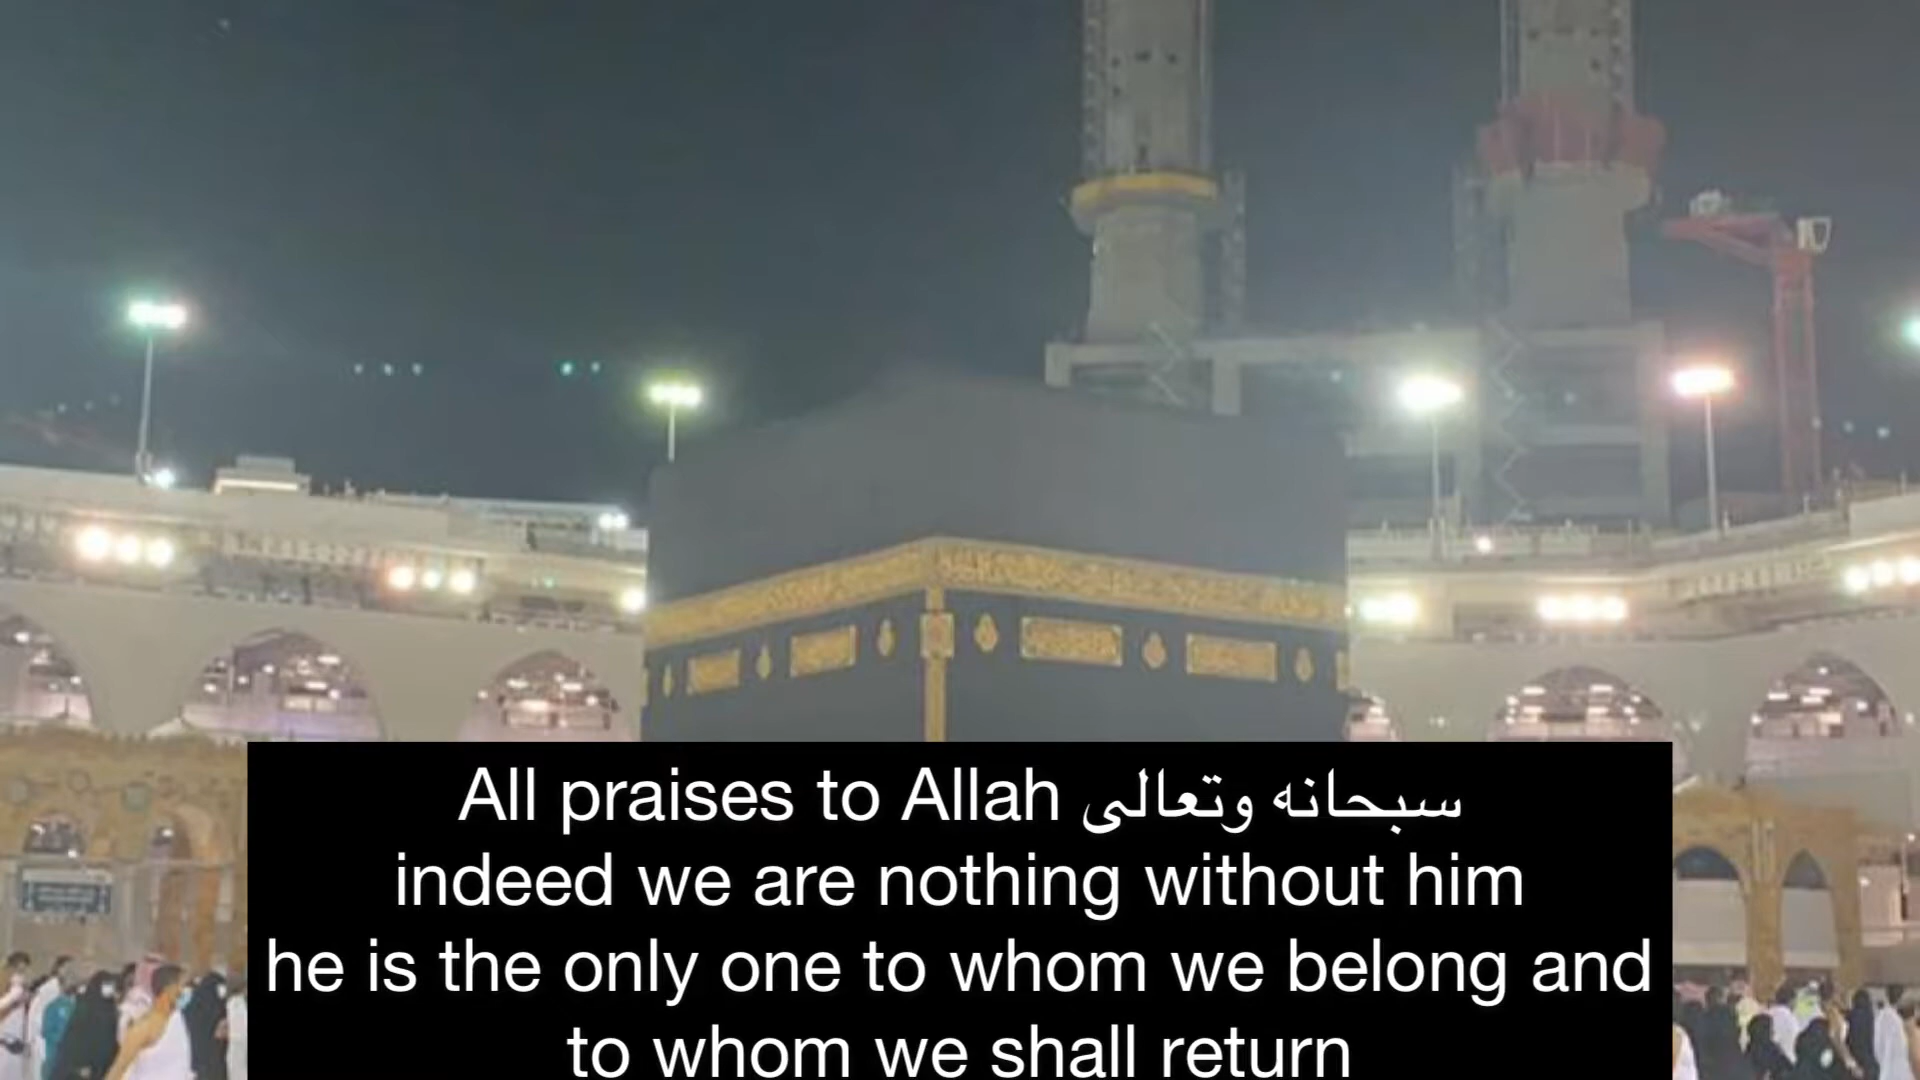 All praises to Allah سبحانه وتعالى
indeed we are nothing without him
he is the only one to whom we belong and
to whom we shall return